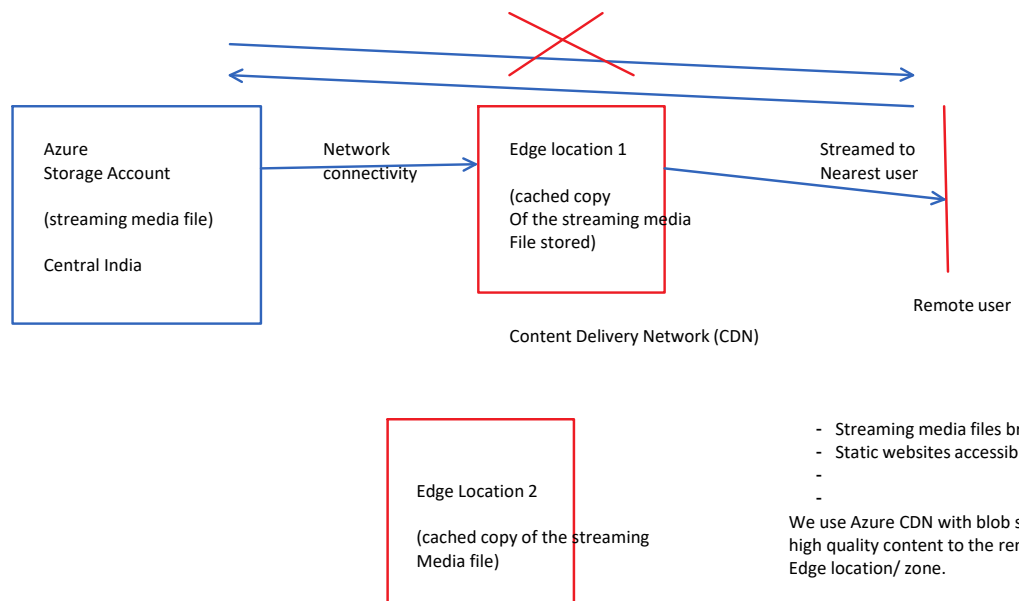 Azure
Storage Account
(streaming media file)
Central India
Network
connectivity
Edge location 1
(cached copy
Of the streaming media
File stored)
Streamed to
Nearest user
Remote user
Content Delivery Network (CDN)
Edge Location 2
(cached copy of the streaming
Media file)
- Streaming media files
- Static websites
-
-
We use Azure CDN with blob
high quality content to the
Edge location/ zone.